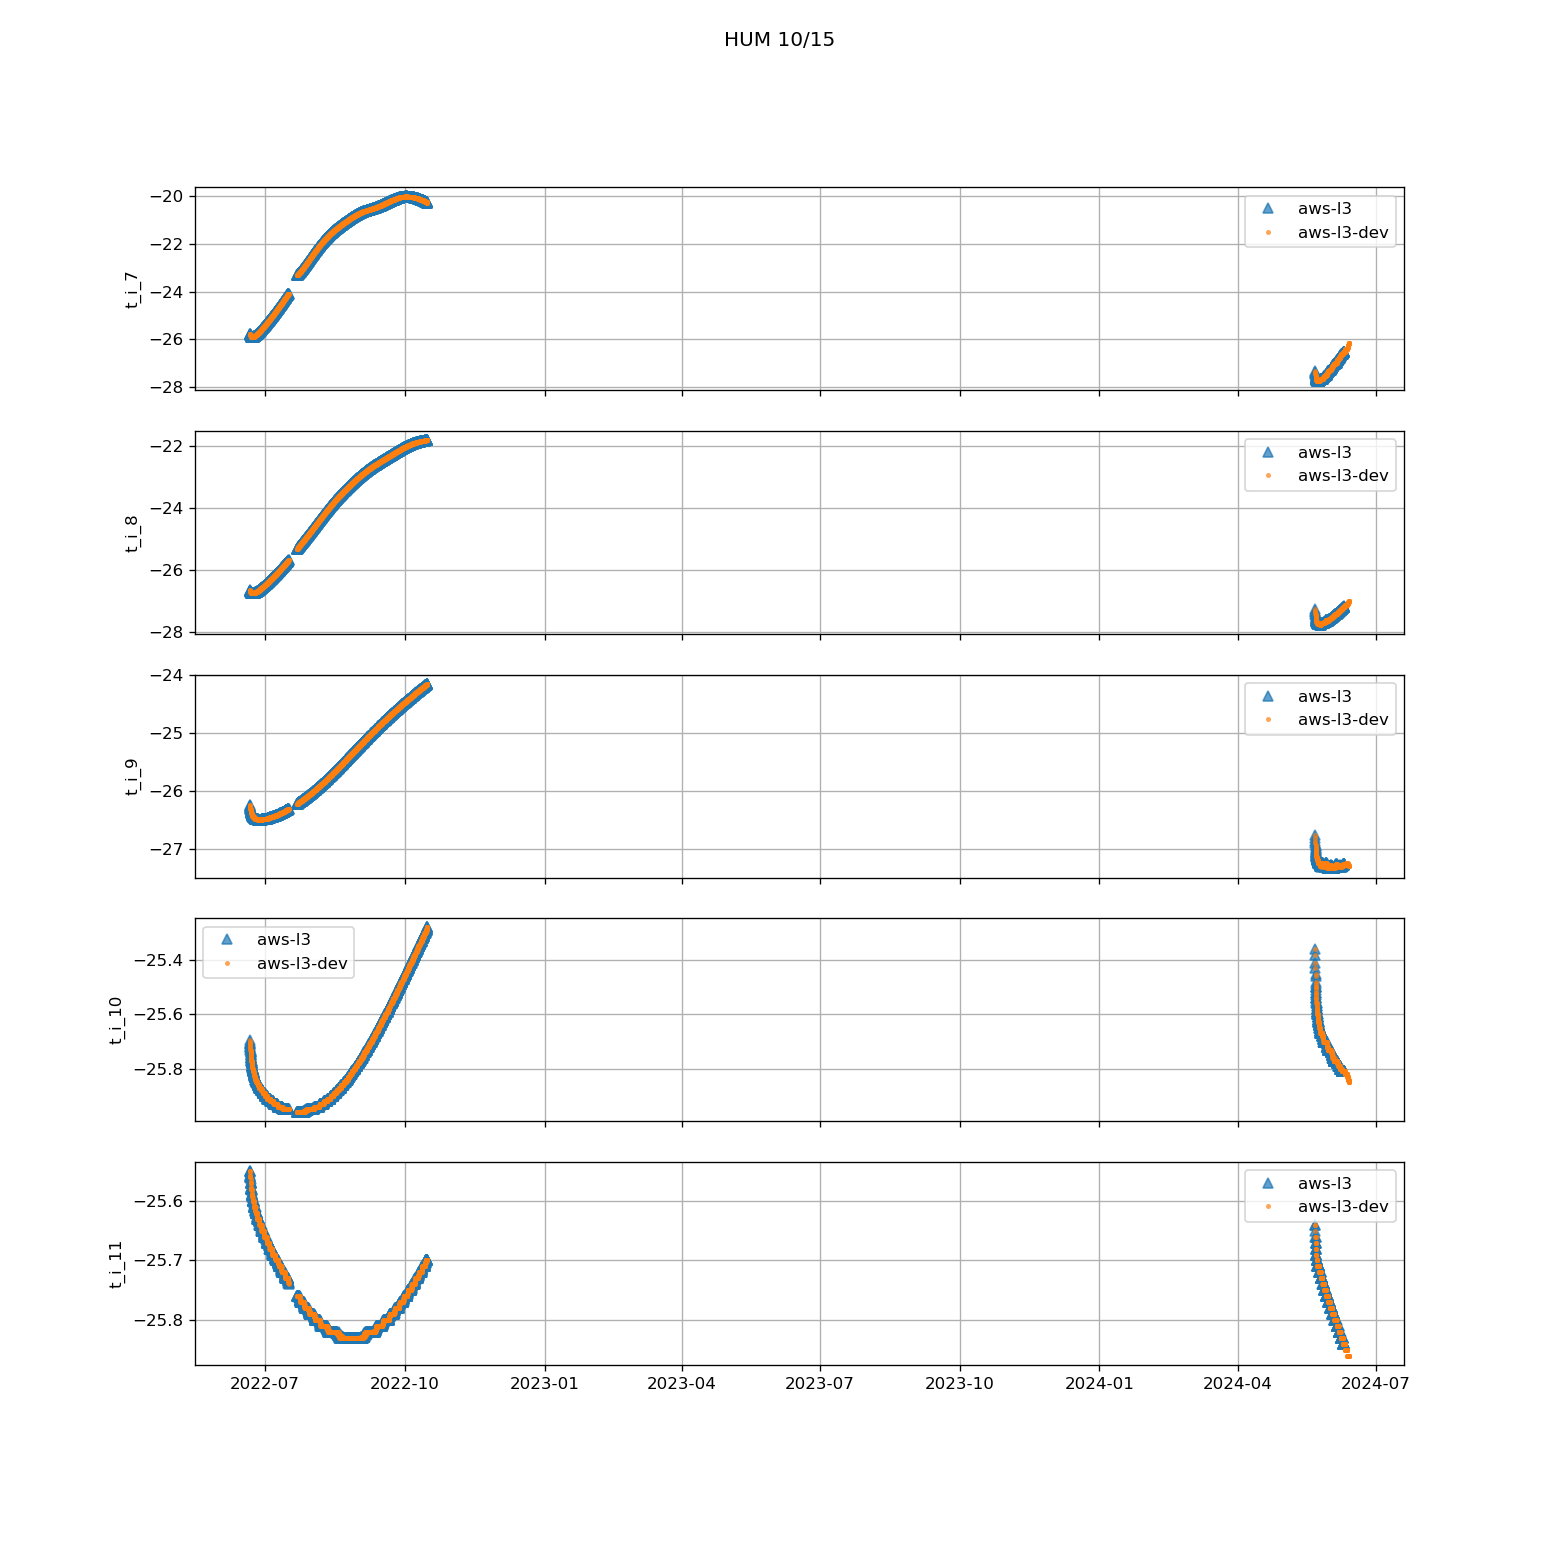 HUM 10/15
−20
−22
−24
−26
−28
t_i_7
aws-l3
aws-l3-dev
−22
−24
−26
−28
t_i_8
aws-l3
aws-l3-dev
−24
−25
−26
−27
t_i_9
aws-l3
aws-l3-dev
−25.4
−25.6
−25.8
t_i_10
aws-l3
aws-l3-dev
−25.6
−25.7
−25.8
t_i_11
aws-l3
aws-l3-dev
2022-07 2022-10 2023-01 2023-04 2023-07 2023-10 2024-01 2024-04 2024-07